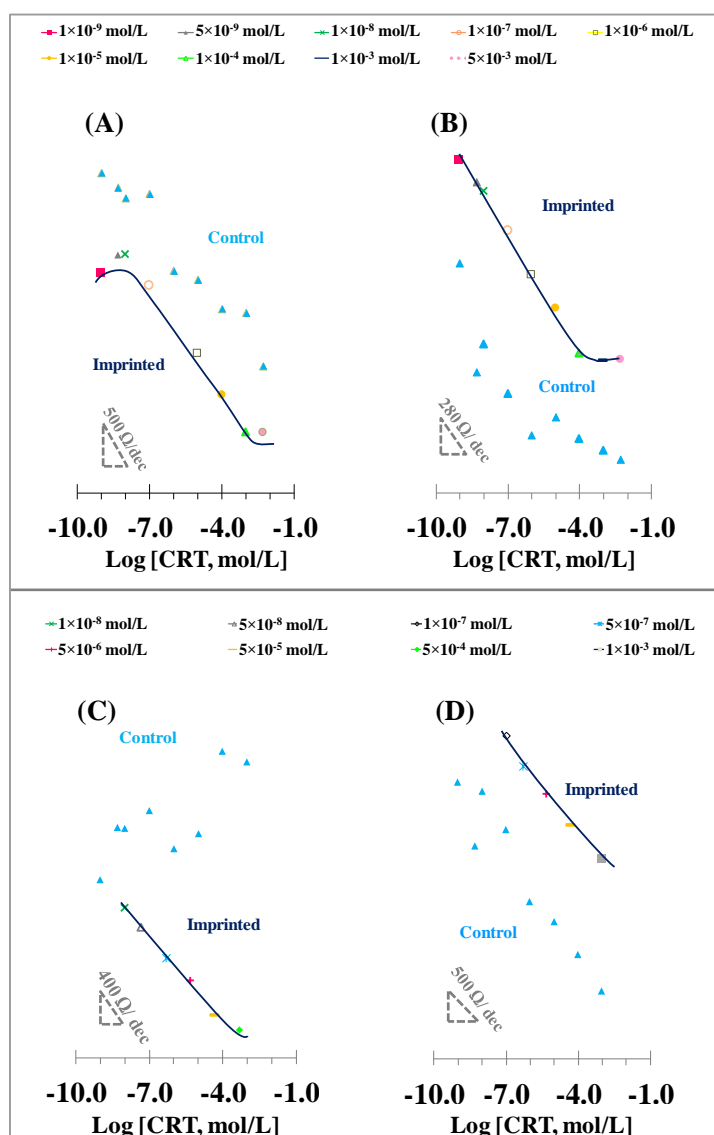 1×10⁻⁹ mol/L 5×10⁻⁹ mol/L 1×10⁻⁸ mol/L 1×10⁻⁷ mol/L 1×10⁻⁶ mol/L
1×10⁻⁵ mol/L 1×10⁻⁴ mol/L 1×10⁻³ mol/L 5×10⁻³ mol/L
(A)
Control
Imprinted
500 Ω/dec
-10.0 -7.0 -4.0 -1.0
Log [CRT, mol/L]
(B)
Imprinted
Control
280 Ω/dec
-10.0 -7.0 -4.0 -1.0
Log [CRT, mol/L]
1×10⁻⁸ mol/L 5×10⁻⁸ mol/L 1×10⁻⁷ mol/L 5×10⁻⁷ mol/L
5×10⁻⁶ mol/L 5×10⁻⁵ mol/L 5×10⁻⁴ mol/L 1×10⁻³ mol/L
(C)
Control
Imprinted
400 Ω/ dec
-10.0 -7.0 -4.0 -1.0
Log [CRT, mol/L]
(D)
Imprinted
Control
500 Ω/ dec
-10.0 -7.0 -4.0 -1.0
Log [CRT, mol/L]